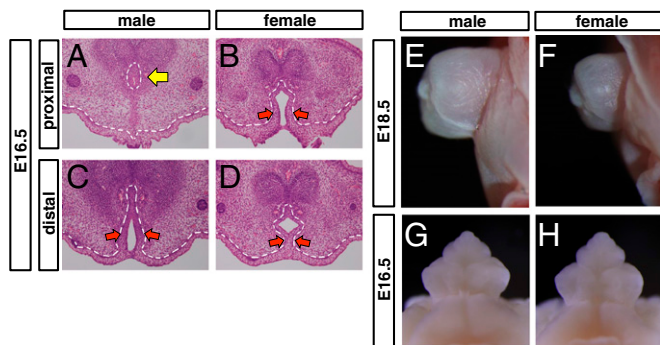 male female male female
E16.5 proximal A B
distal C D
E18.5 E F
E16.5 G H